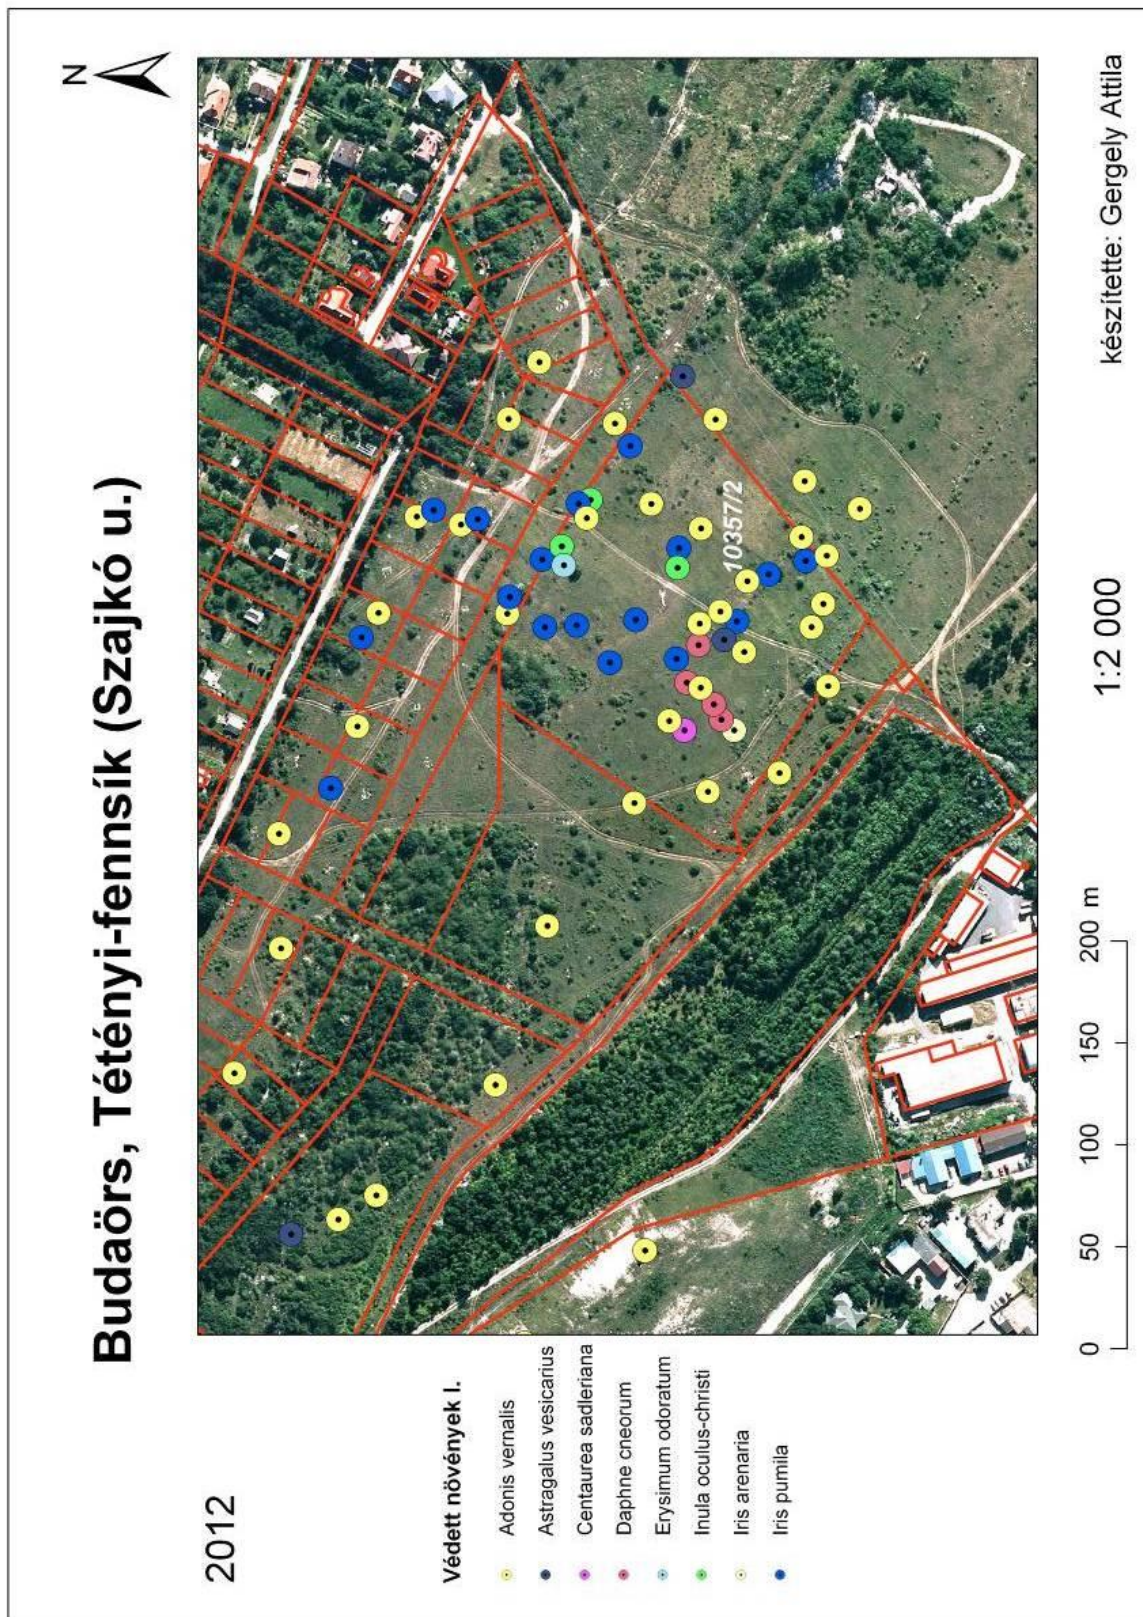 Budaörs, Tétényi-fennsík (Szajkó u.)
N
2012
Védett növények I.
Adonis vernalis
Astragalus vesicarius
Centaurea sadleriana
Daphne cneorum
Erysimum odoratum
Inula oculus-christi
Iris arenaria
Iris pumila
10357/2
0 50 100 150 200 m
1:2 000
készítette: Gergely Attila